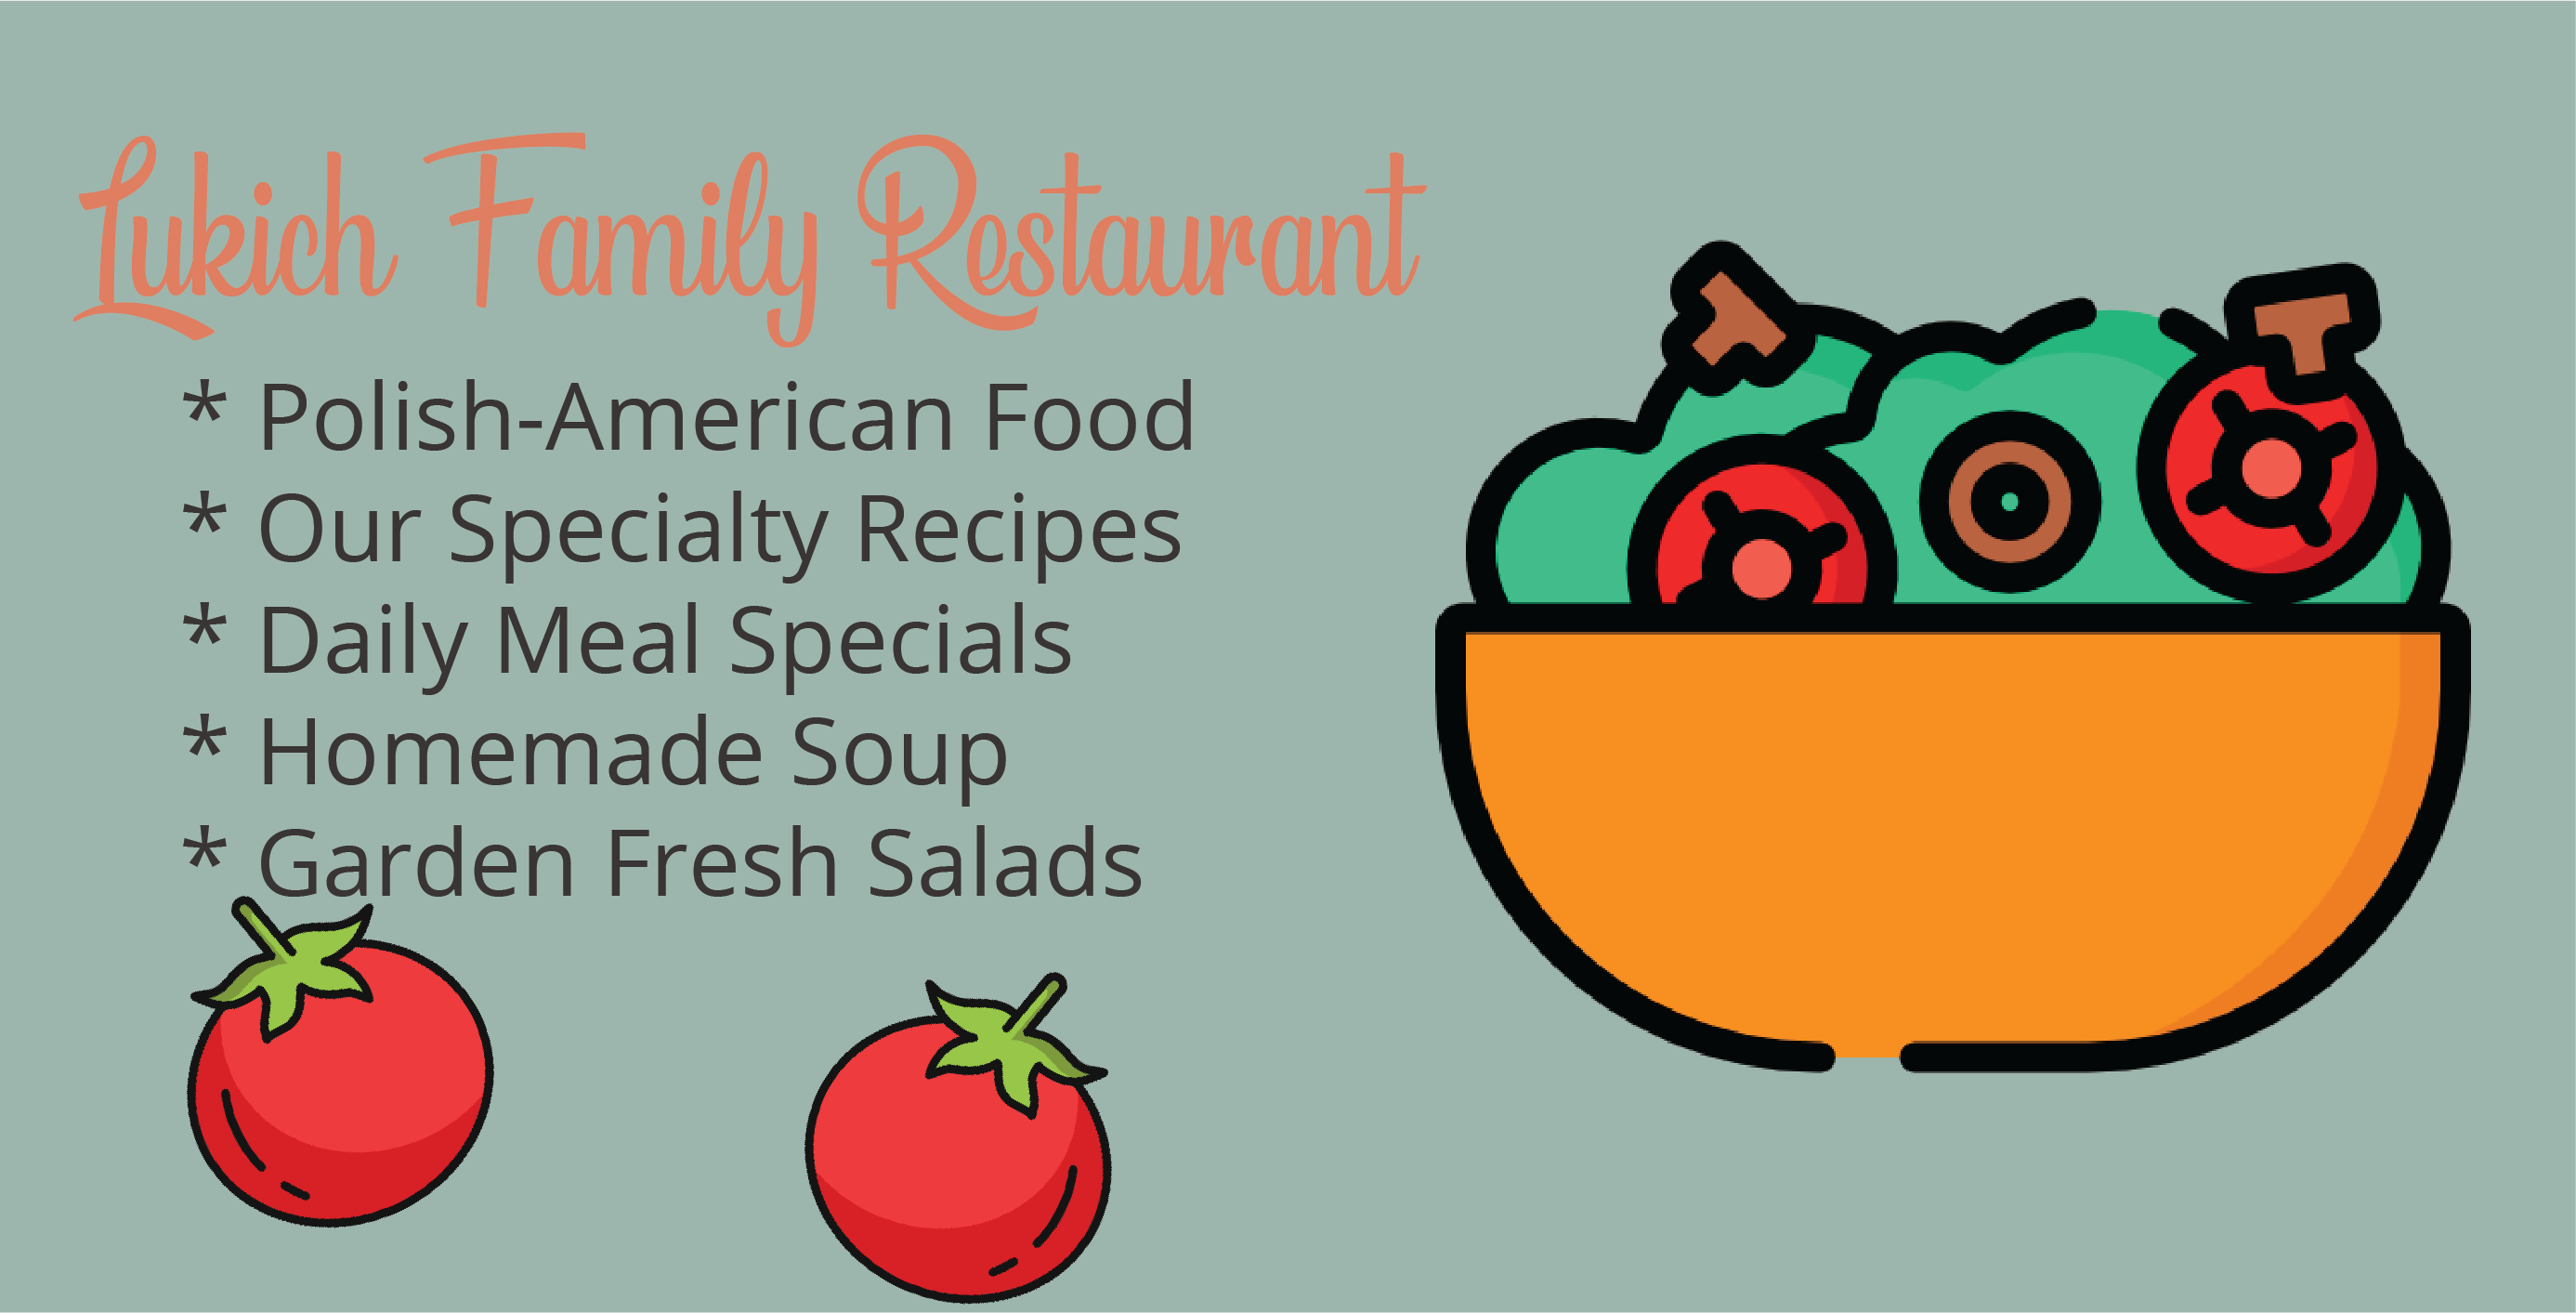 Lukich Family Restaurant
* Polish-American Food
* Our Specialty Recipes
* Daily Meal Specials
* Homemade Soup
* Garden Fresh Salads